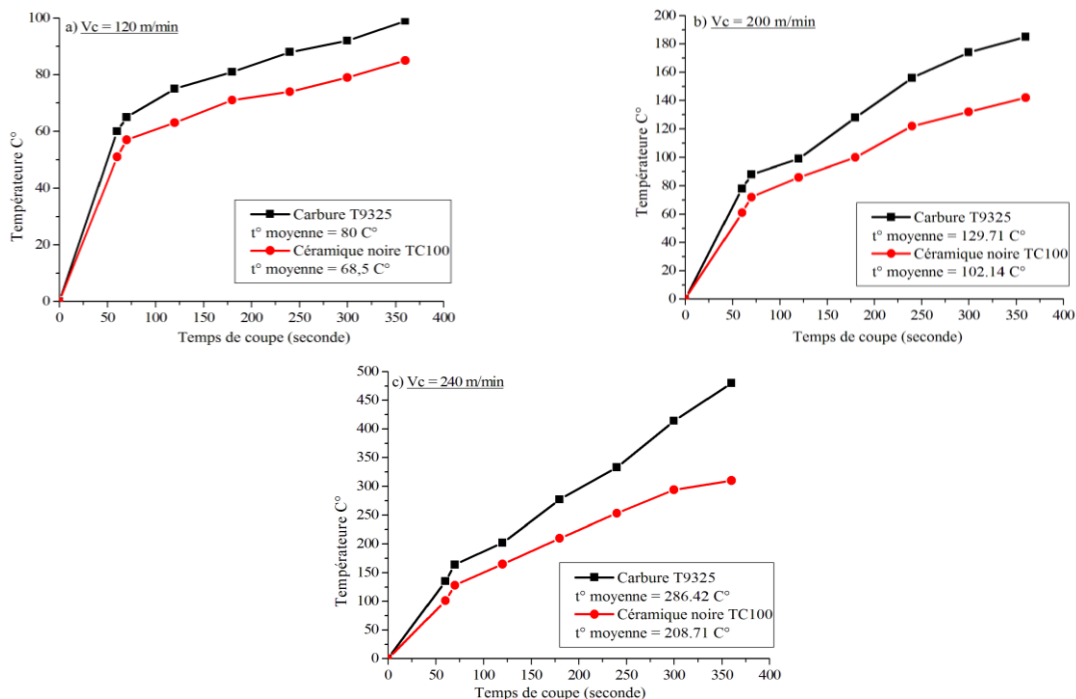 a) Vc = 120 m/min
Températeure C°
100
80
60
40
20
0
Carbure T9325
t° moyenne = 80 C°
Céramique noire TC100
t° moyenne = 68,5 C°
0 50 100 150 200 250 300 350 400
Temps de coupe (seconde)
b) Vc = 200 m/min
Températeure C°
200
180
160
140
120
100
80
60
40
20
0
Carbure T9325
t° moyenne = 129.71 C°
Céramique noire TC100
t° moyenne = 102.14 C°
0 50 100 150 200 250 300 350 400
Temps de coupe (seconde)
c) Vc = 240 m/min
Températeure C°
500
450
400
350
300
250
200
150
100
50
0
Carbure T9325
t° moyenne = 286.42 C°
Céramique noire TC100
t° moyenne = 208.71 C°
0 50 100 150 200 250 300 350 400
Temps de coupe (seconde)